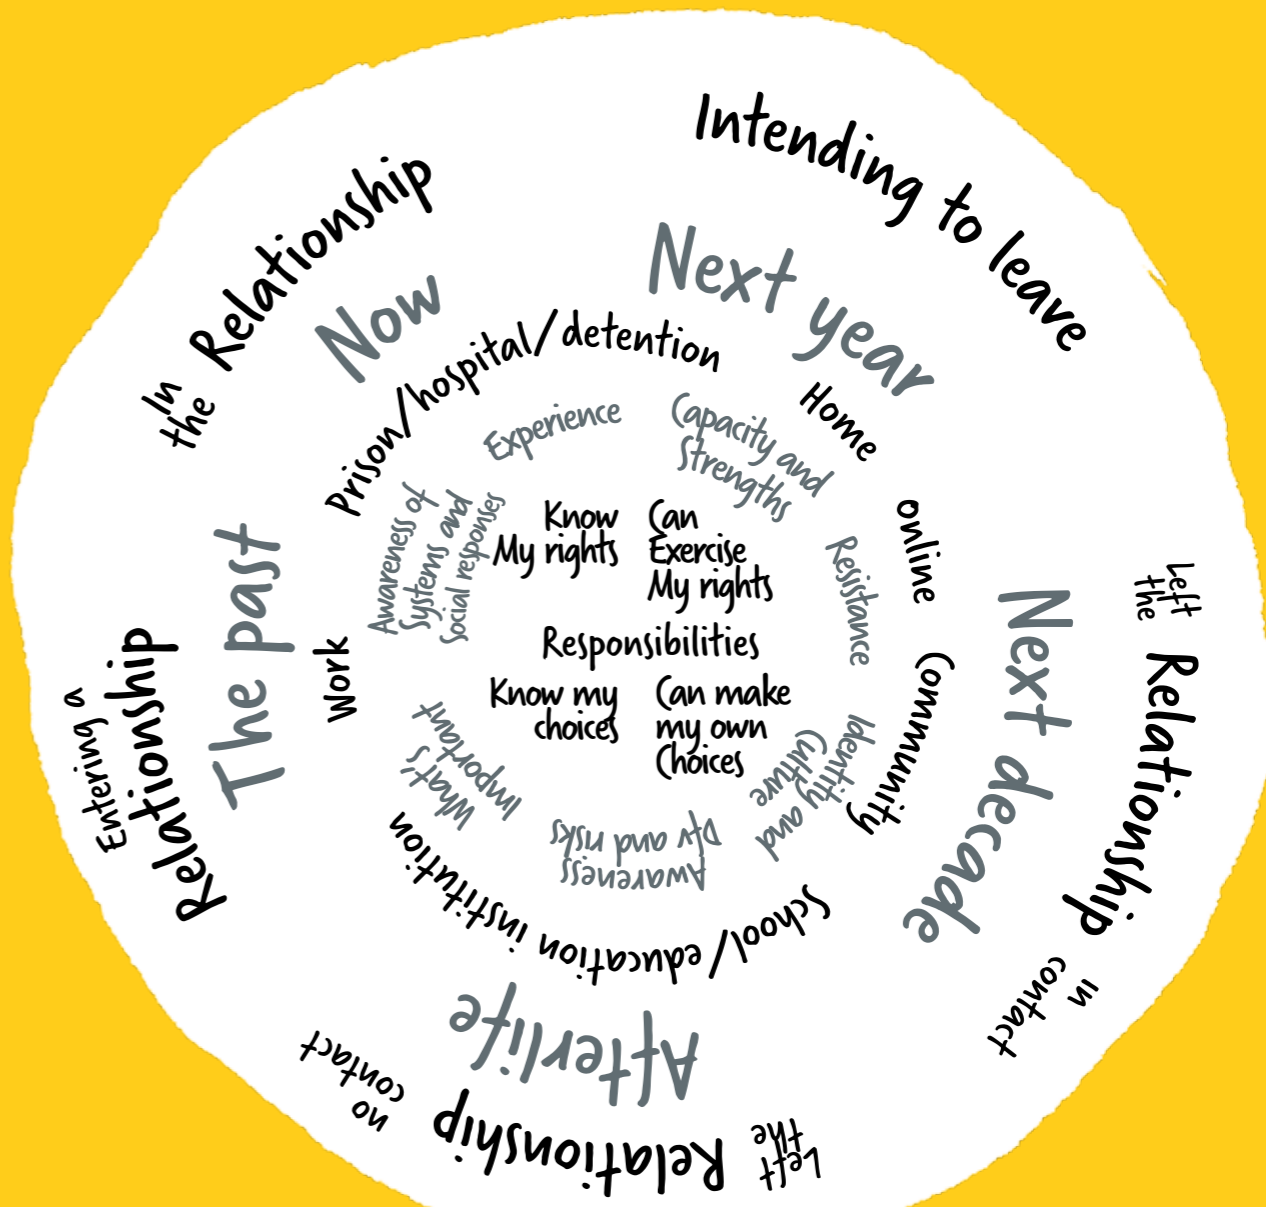 Intending to leave
In
the
Relationship
Now
Next year
Prison/hospital/detention
Home
Experience
Capacity and
Strengths
Awareness of
Systems and
Social responses
Know
My rights
Can
Exercise
My rights
Resistance
online
Responsibilities
Know my
choices
Can make
my own
Choices
The past
Work
Entering a
Relationship
What's
Important
Awareness
Dfv and risks
Identity and
Culture
Community
Next decade
Left
the
Relationship
in
contact
School/education institution
Afterlife
Left
the
Relationship
no
contact